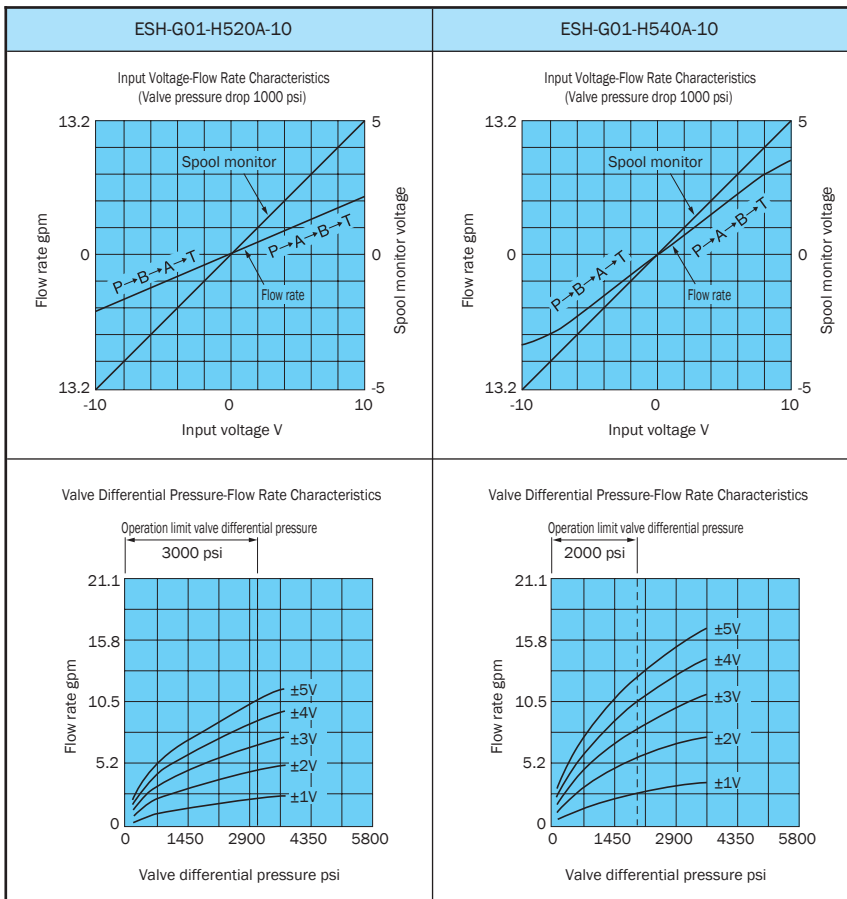 ESH-G01-H520A-10
ESH-G01-H540A-10
Input Voltage-Flow Rate Characteristics
(Valve pressure drop 1000 psi)
13.2
5
Spool monitor
Flow rate gpm
0
0
Spool monitor voltage
P→B→A→T
P→A→B→T
Flow rate
13.2
-5
-10
0
10
Input voltage V
Input Voltage-Flow Rate Characteristics
(Valve pressure drop 1000 psi)
13.2
5
Spool monitor
Flow rate gpm
0
0
Spool monitor voltage
P→B→A→T
P→A→B→T
Flow rate
13.2
-5
-10
0
10
Input voltage V
Valve Differential Pressure-Flow Rate Characteristics
Operation limit valve differential pressure
3000 psi
21.1
15.8
10.5
5.2
0
Flow rate gpm
±5V
±4V
±3V
±2V
±1V
0
1450
2900
4350
5800
Valve differential pressure psi
Valve Differential Pressure-Flow Rate Characteristics
Operation limit valve differential pressure
2000 psi
21.1
15.8
10.5
5.2
0
Flow rate gpm
±5V
±4V
±3V
±2V
±1V
0
1450
2900
4350
5800
Valve differential pressure psi